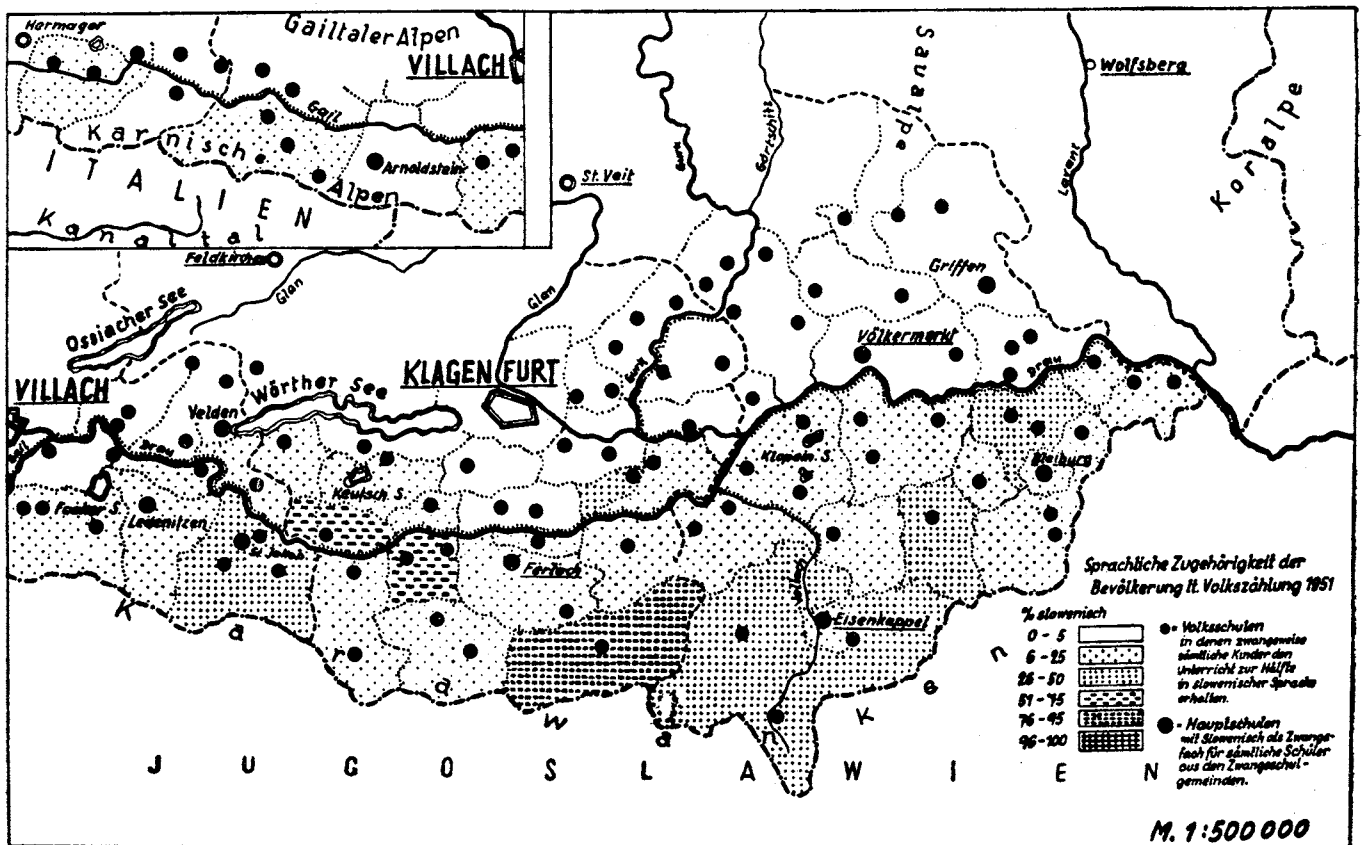 Hermagor
Gailtaler Alpen
VILLACH
Gail
Karnische
Alpen
Arnoldstein
ITALIEN
Kanaltal
Feldkirchen
Glan
Ossiacher See
St. Veit
Glan
Gurk
Görtschitz
Saualpe
Wolfsberg
Lavant
Koralpe
Griffen
Völkermarkt
Drau
VILLACH
Velden
Wörther See
KLAGENFURT
Gurk
Drau
Keutsch. S.
Klopein. S.
Bleiburg
Faaker S.
Ledenitzen
St. Jakob
Ferlach
Vellach
Eisenkappel
Karawanken
JUGOSLAWIEN
Sprachliche Zugehörigkeit der
Bevölkerung lt. Volkszählung 1951
% slowenisch
0 - 5
6 - 25
26 - 50
51 - 75
76 - 95
96 - 100
= Volksschulen
in denen zwangsweise
sämtliche Kinder den
Unterricht zur Hälfte
in slowenischer Sprache
erhalten.
= Hauptschulen
mit Slowenisch als Zwangs-
fach für sämtliche Schüler
aus den Zwangsschul-
gemeinden.
M. 1:500 000